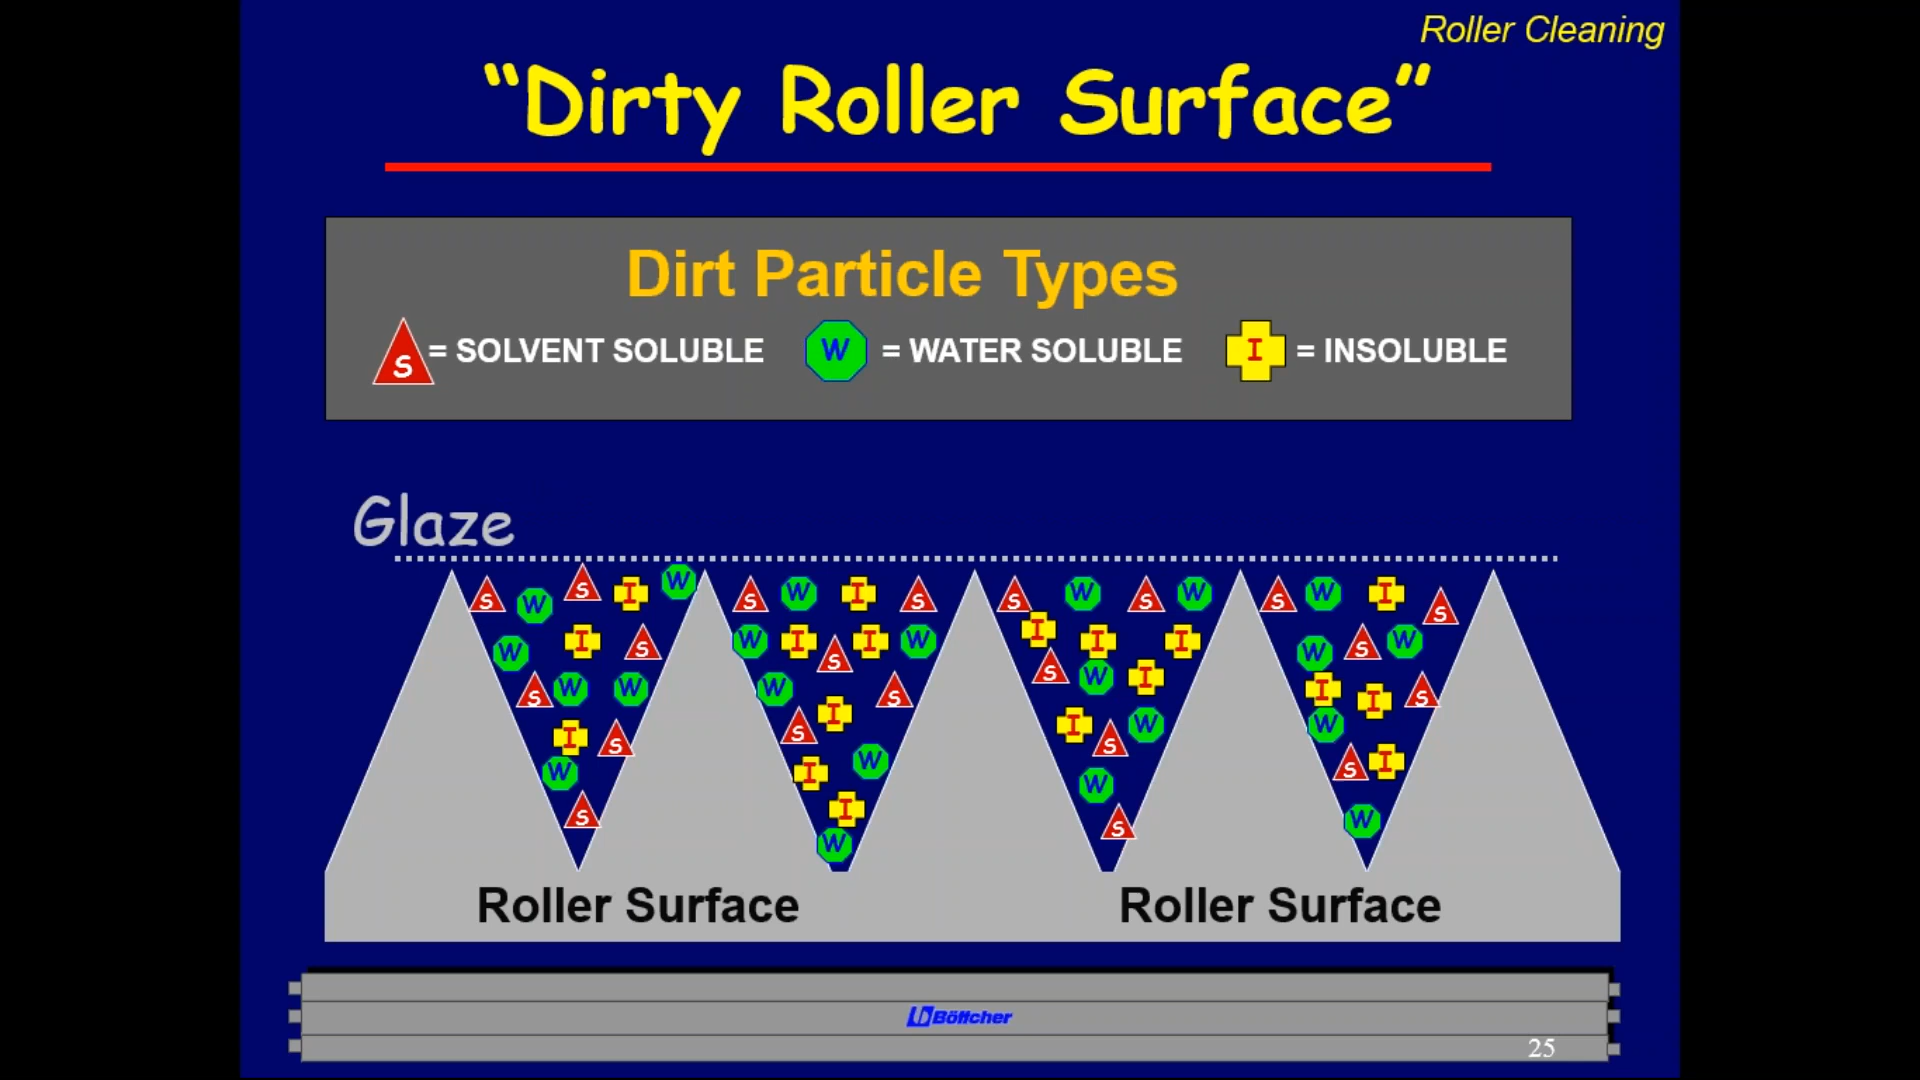 Roller Cleaning
“Dirty Roller Surface”
Dirt Particle Types
S = SOLVENT SOLUBLE W = WATER SOLUBLE I = INSOLUBLE
Glaze
S W S I W S W I S S W S W S W I S
W I S W I S I W I I I W S W
S W W W S S W I I I S
I S S I I S W W
W I W W S I
S I W S W
Roller Surface Roller Surface
Böttcher
25